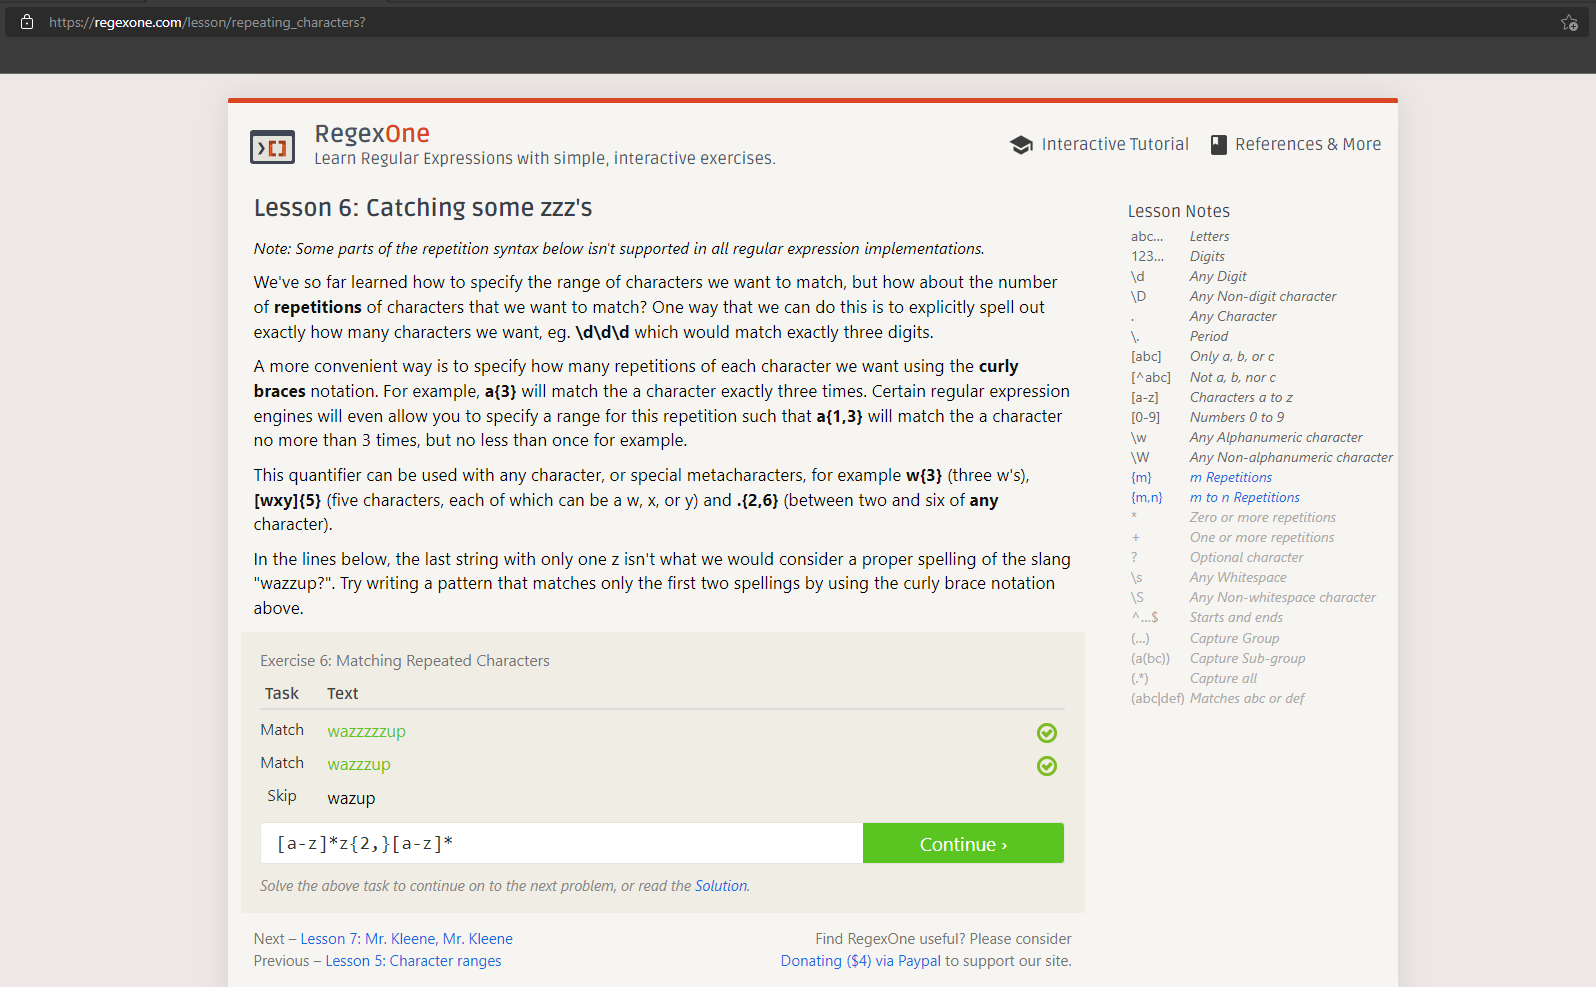 https://regexone.com/lesson/repeating_characters?
RegexOne
Learn Regular Expressions with simple, interactive exercises.
Interactive Tutorial
References & More
Lesson 6: Catching some zzz's
Note: Some parts of the repetition syntax below isn't supported in all regular expression implementations.
We've so far learned how to specify the range of characters we want to match, but how about the number
of repetitions of characters that we want to match? One way that we can do this is to explicitly spell out
exactly how many characters we want, eg. \d\d\d which would match exactly three digits.
A more convenient way is to specify how many repetitions of each character we want using the curly
braces notation. For example, a{3} will match the a character exactly three times. Certain regular expression
engines will even allow you to specify a range for this repetition such that a{1,3} will match the a character
no more than 3 times, but no less than once for example.
This quantifier can be used with any character, or special metacharacters, for example w{3} (three w's),
[wxy]{5} (five characters, each of which can be a w, x, or y) and .{2,6} (between two and six of any
character).
In the lines below, the last string with only one z isn't what we would consider a proper spelling of the slang
"wazzup?". Try writing a pattern that matches only the first two spellings by using the curly brace notation
above.
Exercise 6: Matching Repeated Characters
Task Text
Match wazzzzzup
Match wazzzup
Skip wazup
[a-z]*z{2,}[a-z]*
Continue ›
Solve the above task to continue on to the next problem, or read the Solution.
Next – Lesson 7: Mr. Kleene, Mr. Kleene
Previous – Lesson 5: Character ranges
Find RegexOne useful? Please consider
Donating ($4) via Paypal to support our site.
Lesson Notes
abc... Letters
123... Digits
\d Any Digit
\D Any Non-digit character
. Any Character
\. Period
[abc] Only a, b, or c
[^abc] Not a, b, nor c
[a-z] Characters a to z
[0-9] Numbers 0 to 9
\w Any Alphanumeric character
\W Any Non-alphanumeric character
{m} m Repetitions
{m,n} m to n Repetitions
* Zero or more repetitions
+ One or more repetitions
? Optional character
\s Any Whitespace
\S Any Non-whitespace character
^...$ Starts and ends
(...) Capture Group
(a(bc)) Capture Sub-group
(.*) Capture all
(abc|def) Matches abc or def